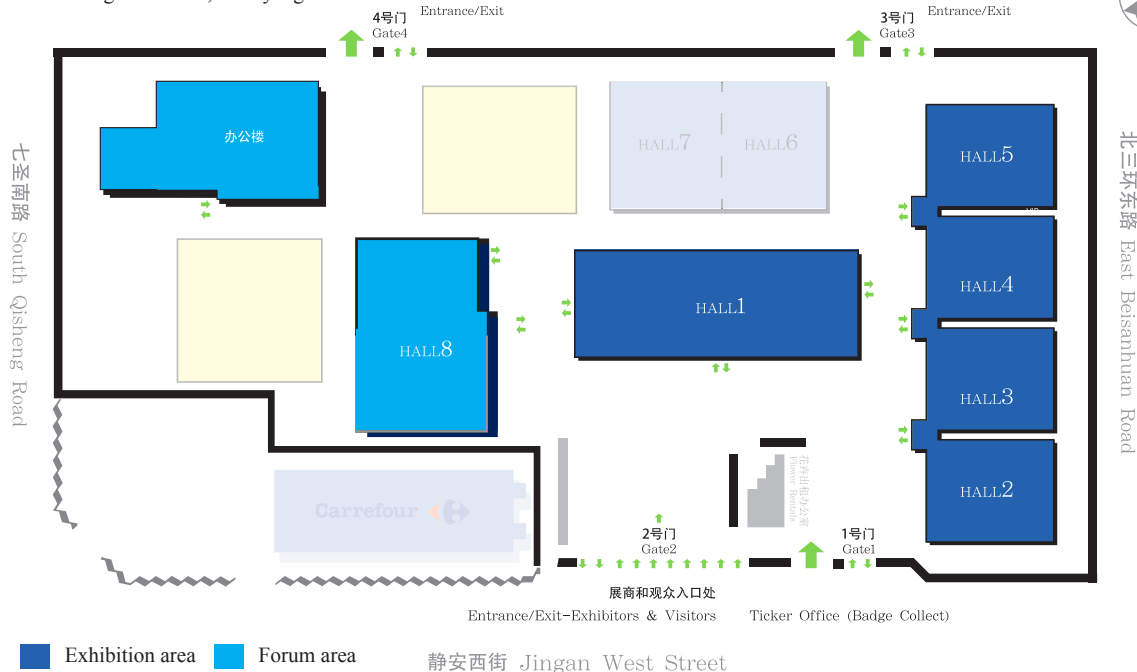 Entrance/Exit
Entrance/Exit
4号门
Gate4
3号门
Gate3
办公楼
HALL7
HALL6
HALL5
七圣南路 South Qisheng Road
北三环东路 East Beisanhuan Road
HALL4
HALL1
HALL8
HALL3
HALL2
Carrefour
花卉出租办公室
Flower Rentals
2号门
Gate2
1号门
Gate1
展商和观众入口处
Entrance/Exit-Exhibitors & Visitors
Ticker Office (Badge Collect)
Exhibition area
Forum area
静安西街 Jingan West Street